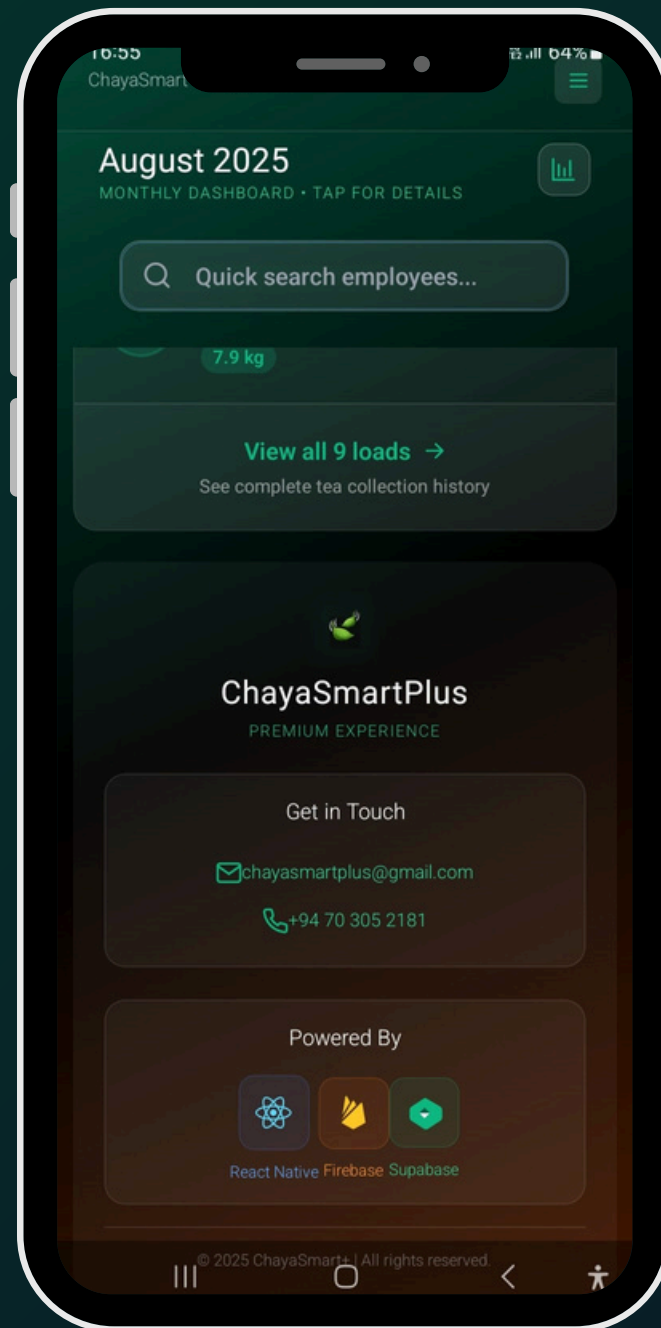 16:55
64%
ChayaSmart
August 2025
MONTHLY DASHBOARD • TAP FOR DETAILS
Quick search employees...
7.9 kg
View all 9 loads →
See complete tea collection history
ChayaSmartPlus
PREMIUM EXPERIENCE
Get in Touch
chayasmartplus@gmail.com
+94 70 305 2181
Powered By
React Native Firebase Supabase
© 2025 ChayaSmart+ | All rights reserved.